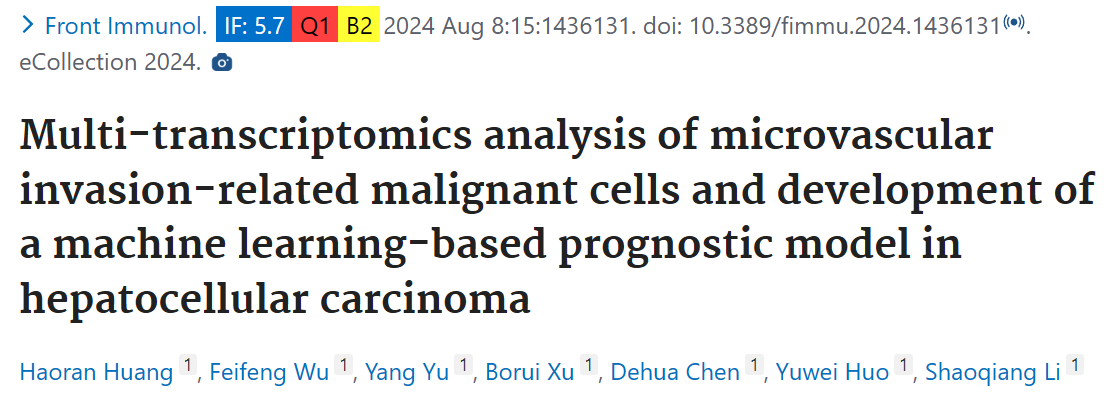 Front Immunol. IF: 5.7 Q1 B2 2024 Aug 8:15:1436131. doi: 10.3389/fimmu.2024.1436131.
eCollection 2024.
Multi-transcriptomics analysis of microvascular
invasion-related malignant cells and development of
a machine learning-based prognostic model in
hepatocellular carcinoma
Haoran Huang 1, Feifeng Wu 1, Yang Yu 1, Borui Xu 1, Dehua Chen 1, Yuwei Huo 1, Shaoqiang Li 1